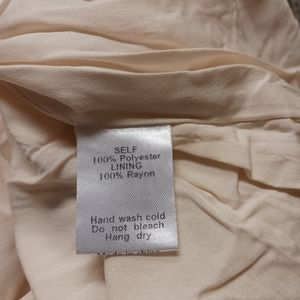 SELF
100% Polyester
LINING
100% Rayon
Hand wash cold
Do not bleach
Hang dry